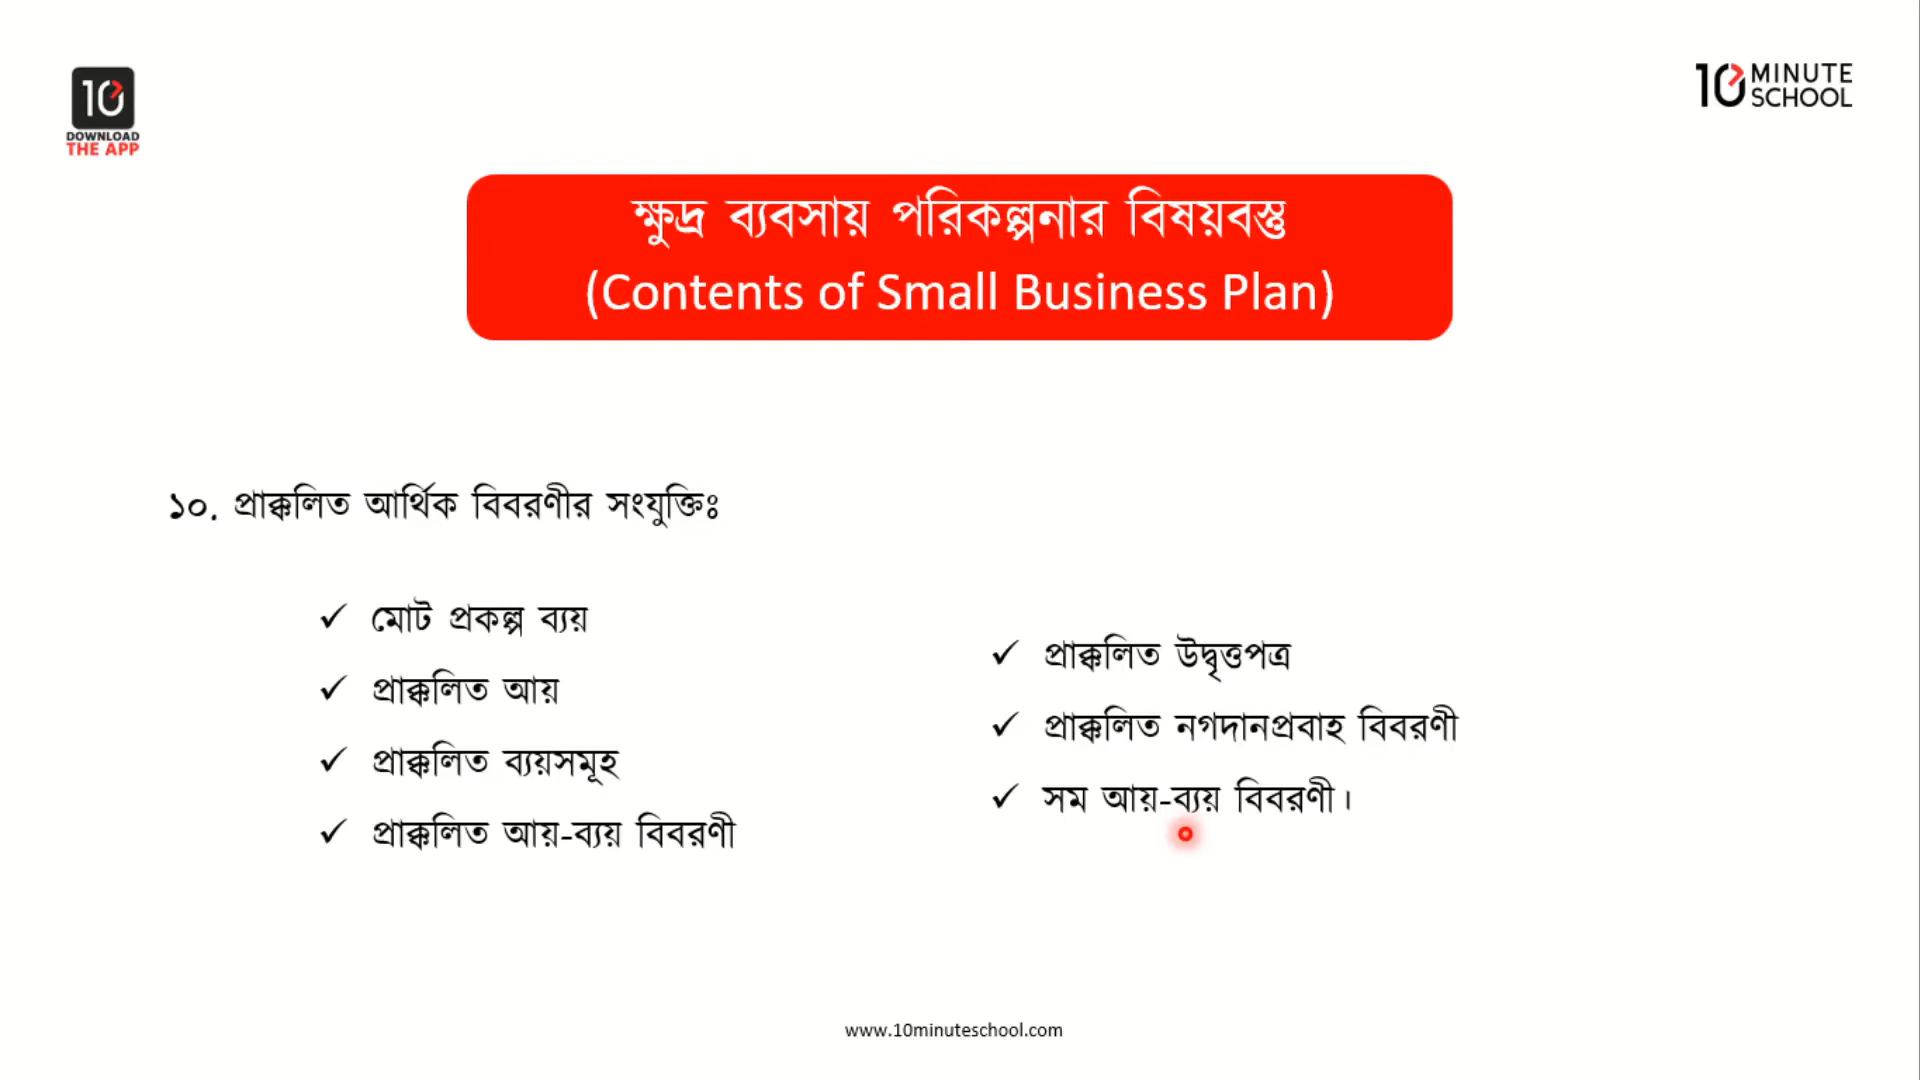 10
DOWNLOAD
THE APP
10 MINUTE
SCHOOL
ক্ষুদ্র ব্যবসায় পরিকল্পনার বিষয়বস্তু
(Contents of Small Business Plan)
১০. প্রাক্কলিত আর্থিক বিবরণীর সংযুক্তিঃ
✓ মোট প্রকল্প ব্যয়
✓ প্রাক্কলিত আয়
✓ প্রাক্কলিত ব্যয়সমূহ
✓ প্রাক্কলিত আয়-ব্যয় বিবরণী
✓ প্রাক্কলিত উদ্বৃত্তপত্র
✓ প্রাক্কলিত নগদানপ্রবাহ বিবরণী
✓ সম আয়-ব্যয় বিবরণী।
www.10minuteschool.com